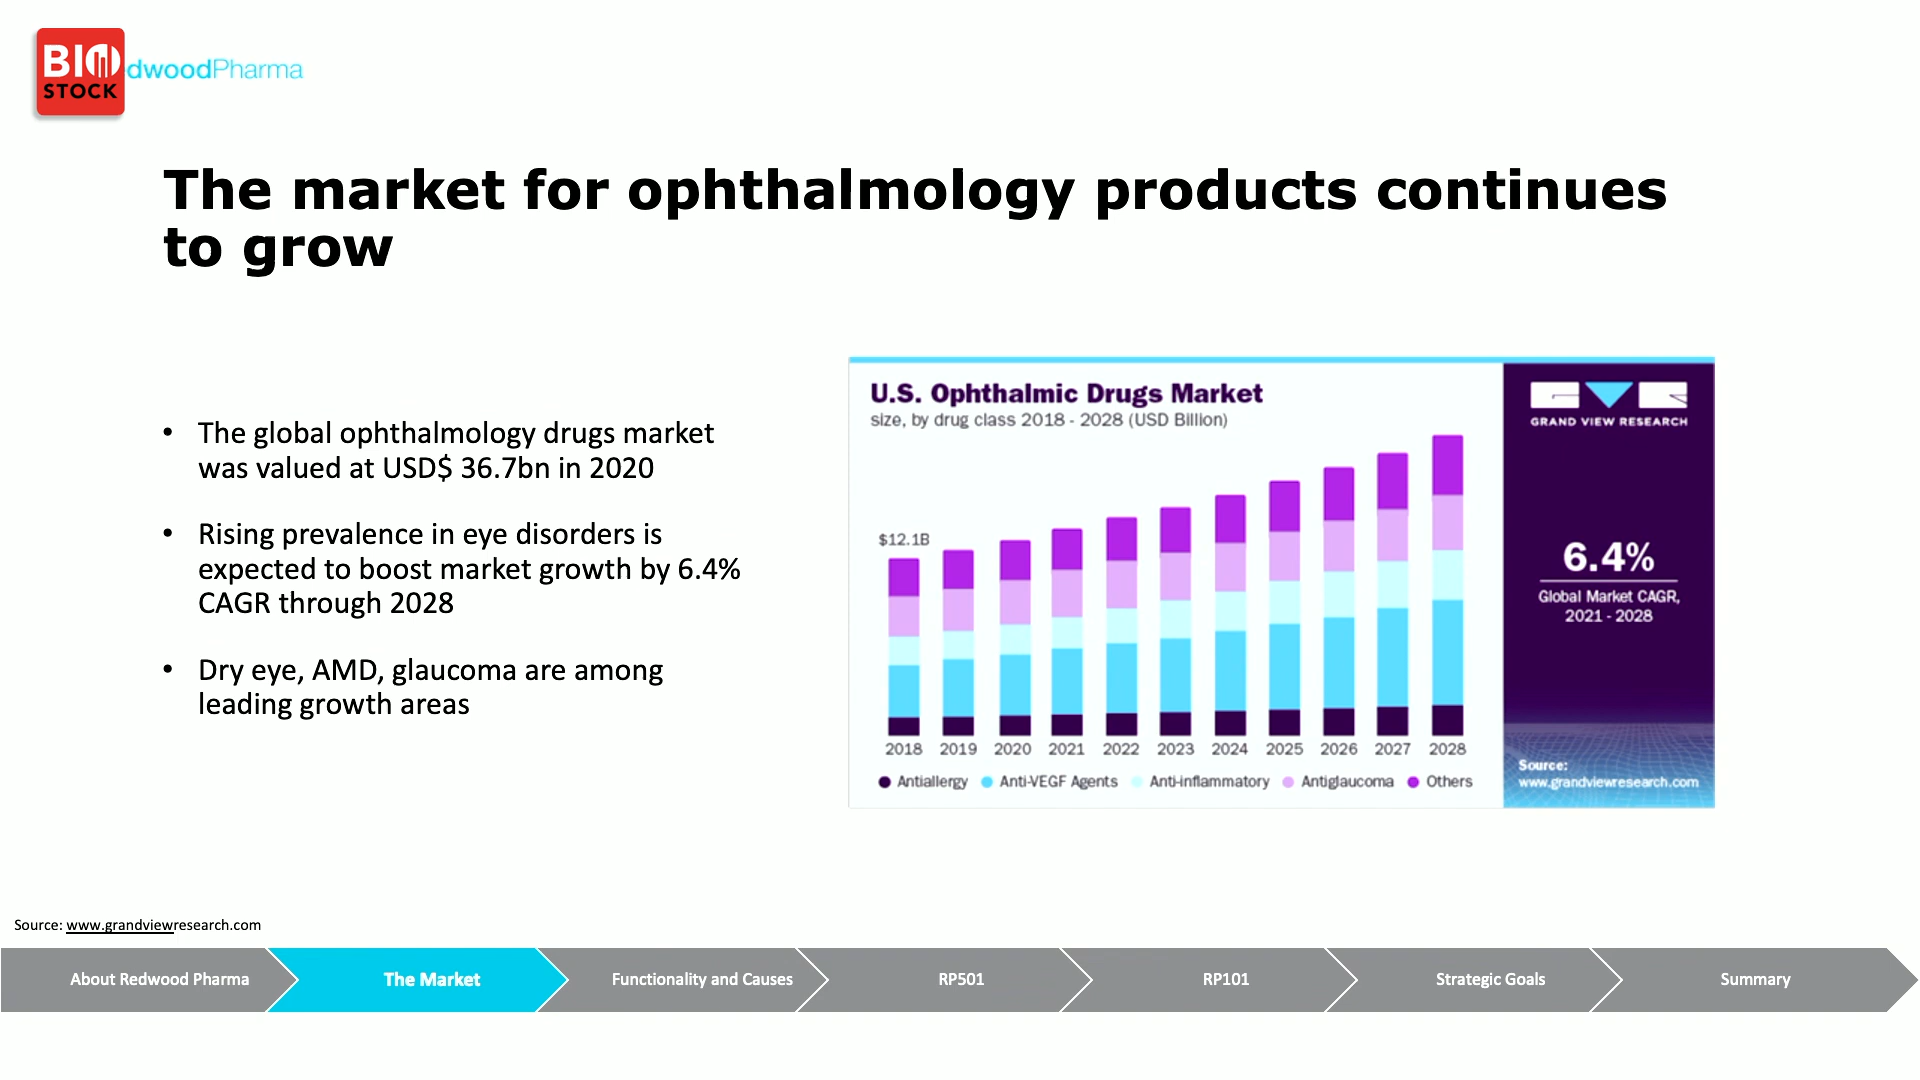 BIO
STOCK
dwoodPharma
The market for ophthalmology products continues
to grow
• The global ophthalmology drugs market
was valued at USD$ 36.7bn in 2020
• Rising prevalence in eye disorders is
expected to boost market growth by 6.4%
CAGR through 2028
• Dry eye, AMD, glaucoma are among
leading growth areas
U.S. Ophthalmic Drugs Market
size, by drug class 2018 - 2028 (USD Billion)
$12.1B
2018 2019 2020 2021 2022 2023 2024 2025 2026 2027 2028
Antiallergy Anti-VEGF Agents Anti-inflammatory Antiglaucoma Others
GRAND VIEW RESEARCH
6.4%
Global Market CAGR,
2021 - 2028
Source:
www.grandviewresearch.com
Source: www.grandviewresearch.com
About Redwood Pharma The Market Functionality and Causes RP501 RP101 Strategic Goals Summary